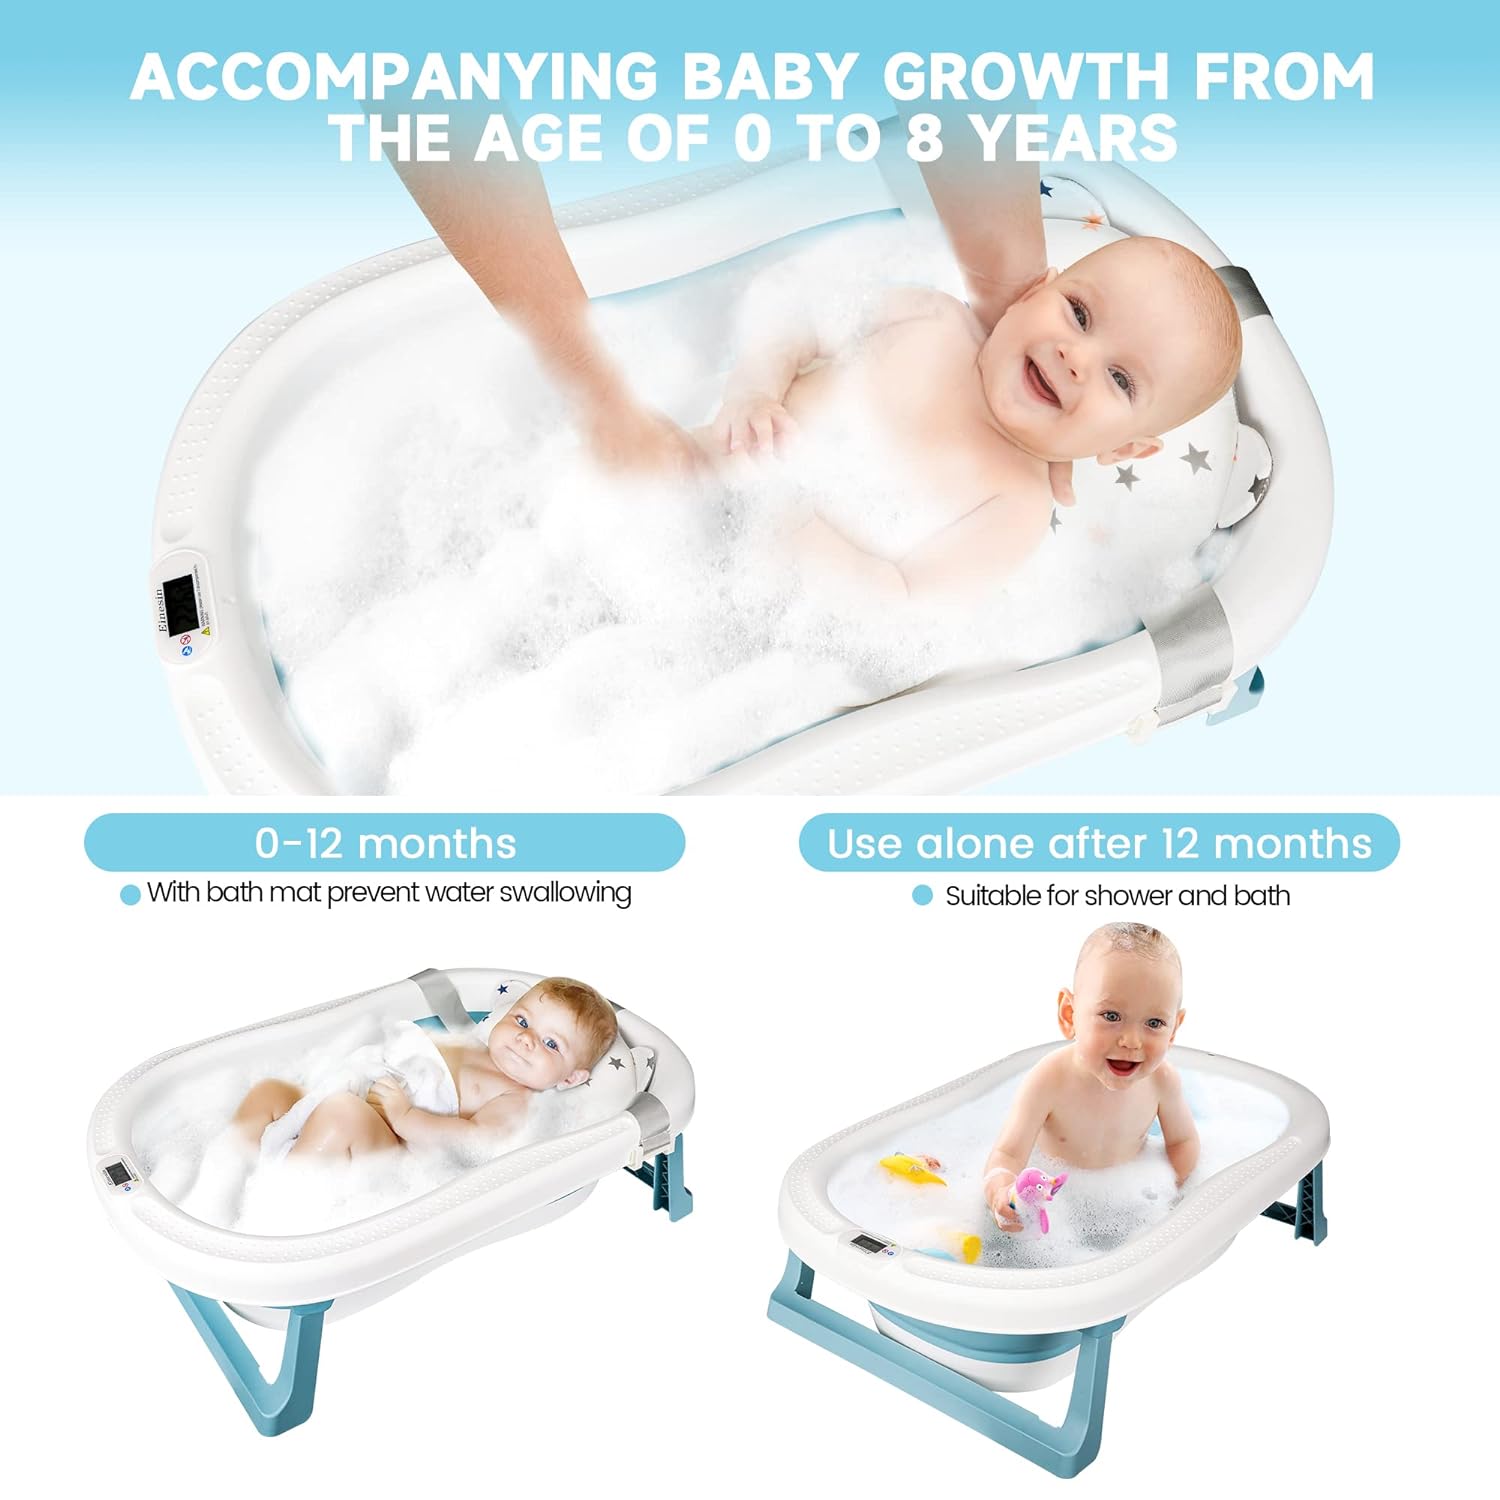 ACCOMPANYING BABY GROWTH FROM
THE AGE OF 0 TO 8 YEARS
Einesin
0-12 months
With bath mat prevent water swallowing
Use alone after 12 months
Suitable for shower and bath